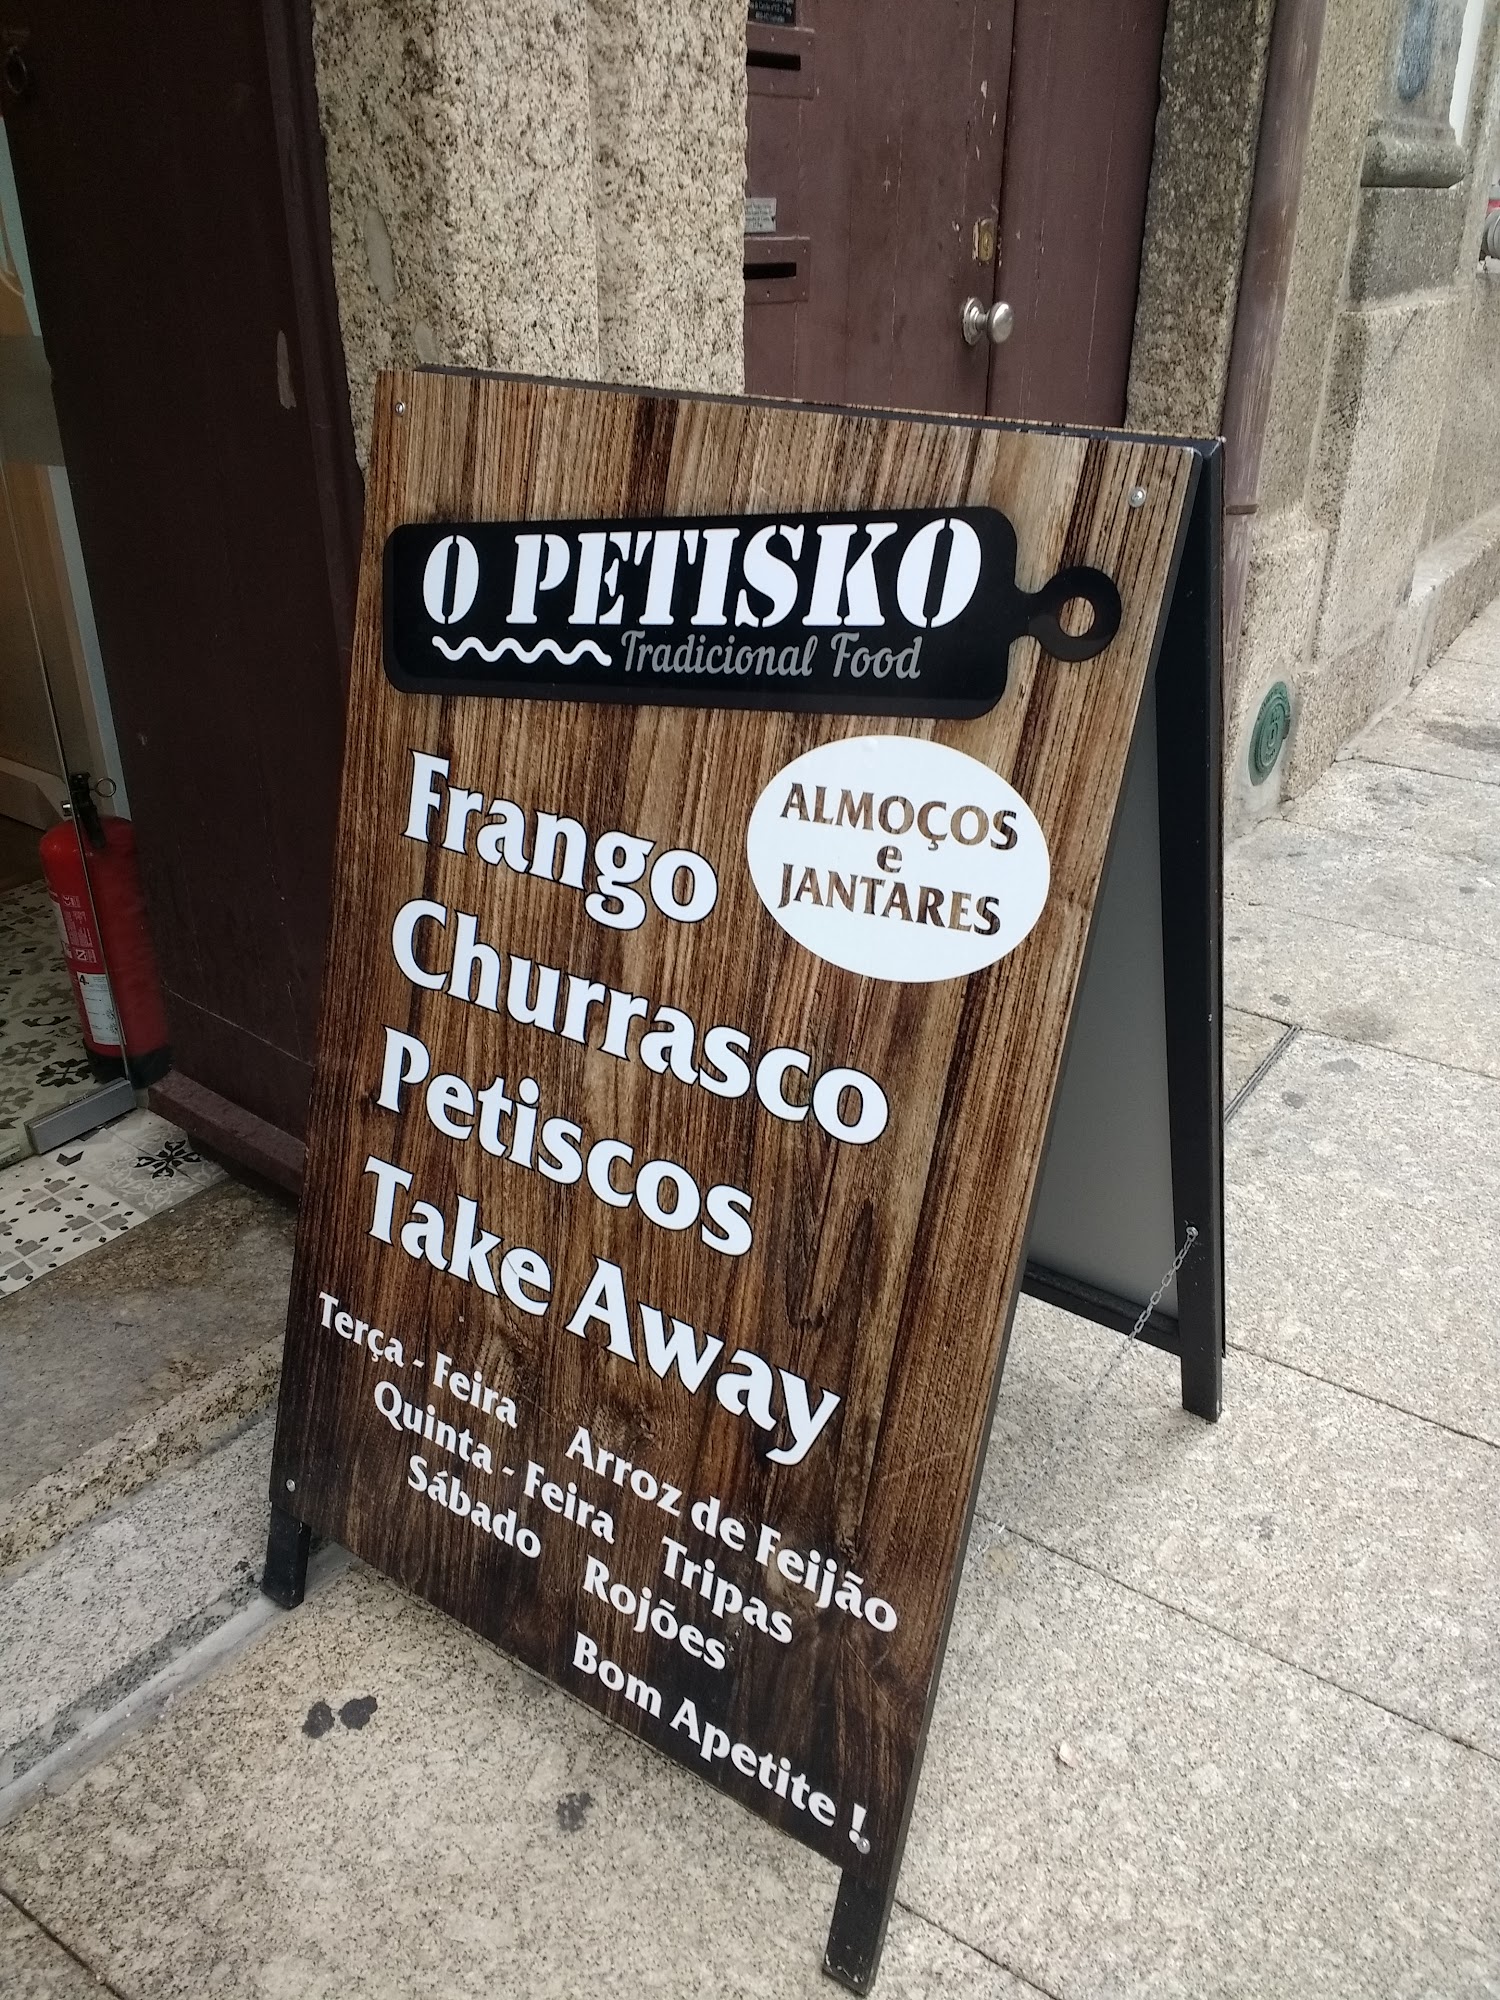 O PETISKO
Tradicional Food
ALMOÇOS
e
JANTARES
Frango
Churrasco
Petiscos
Take Away
Terça - Feira Arroz de Feijão
Quinta - Feira Tripas
Sábado Rojões
Bom Apetite !